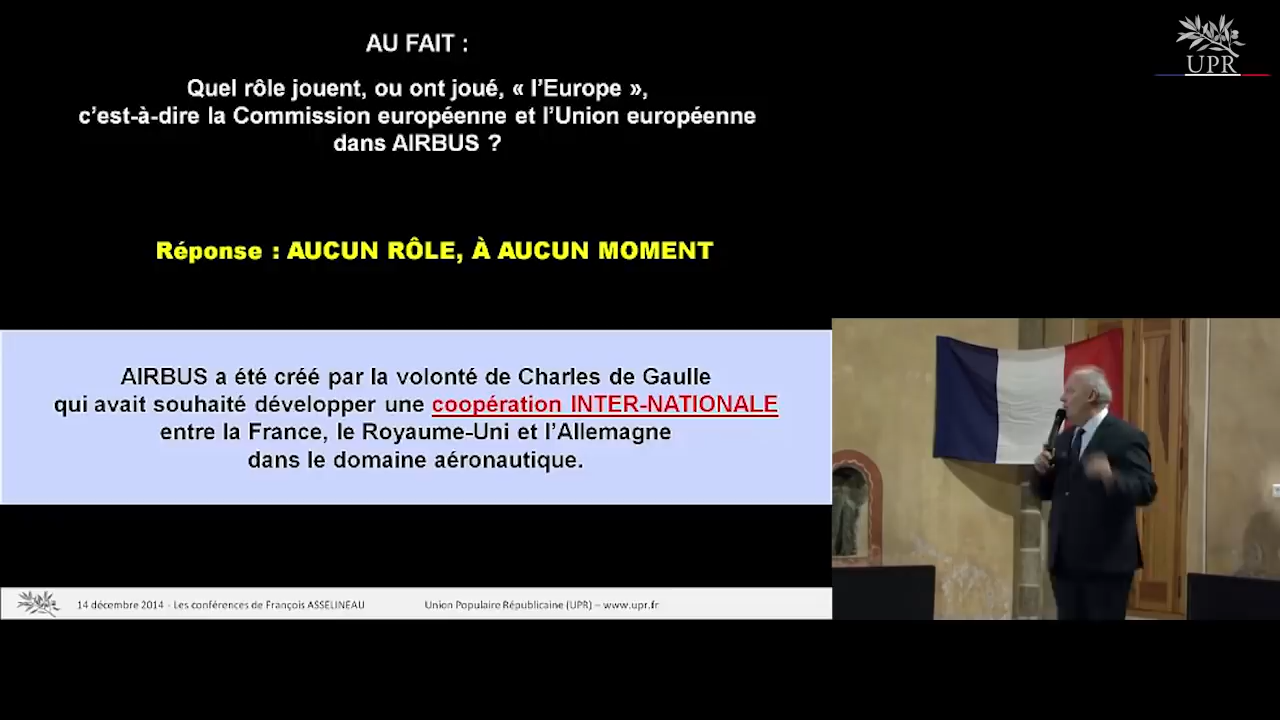 AU FAIT :
Quel rôle jouent, ou ont joué, « l'Europe »,
c'est-à-dire la Commission européenne et l'Union européenne
dans AIRBUS ?
UPR
Réponse : AUCUN RÔLE, À AUCUN MOMENT
AIRBUS a été créé par la volonté de Charles de Gaulle
qui avait souhaité développer une coopération INTER-NATIONALE
entre la France, le Royaume-Uni et l'Allemagne
dans le domaine aéronautique.
14 décembre 2014 - Les conférences de François ASSELINEAU
Union Populaire Républicaine (UPR) – www.upr.fr